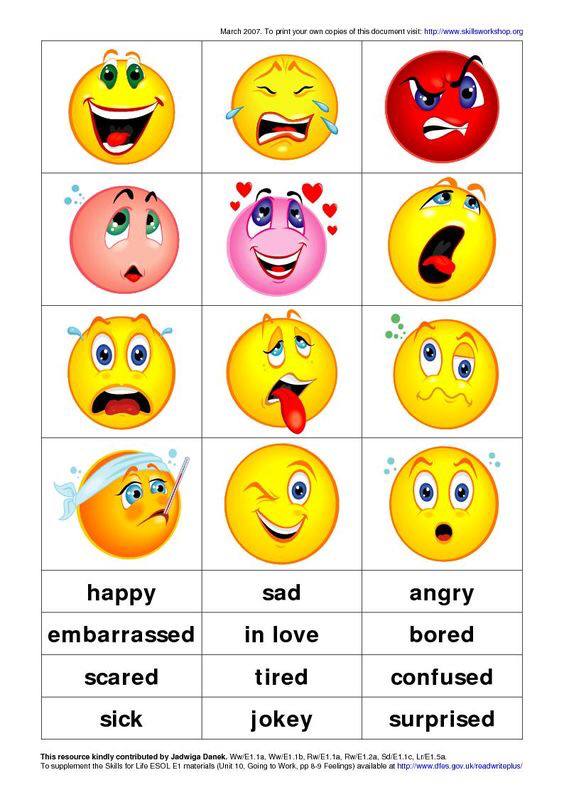 March 2007. To print your own copies of this document visit: http://www.skillsworkshop.org
happy sad angry
embarrassed in love bored
scared tired confused
sick jokey surprised
This resource kindly contributed by Jadwiga Danek. Ww/E1.1a, Ww/E1.1b, Rw/E1.1a, Rw/E1.2a, Sd/E1.1c, Lr/E1.5a.
To supplement the Skills for Life ESOL E1 materials (Unit 10, Going to Work, pp 8-9 Feelings) available at http://www.dfes.gov.uk/readwriteplus/